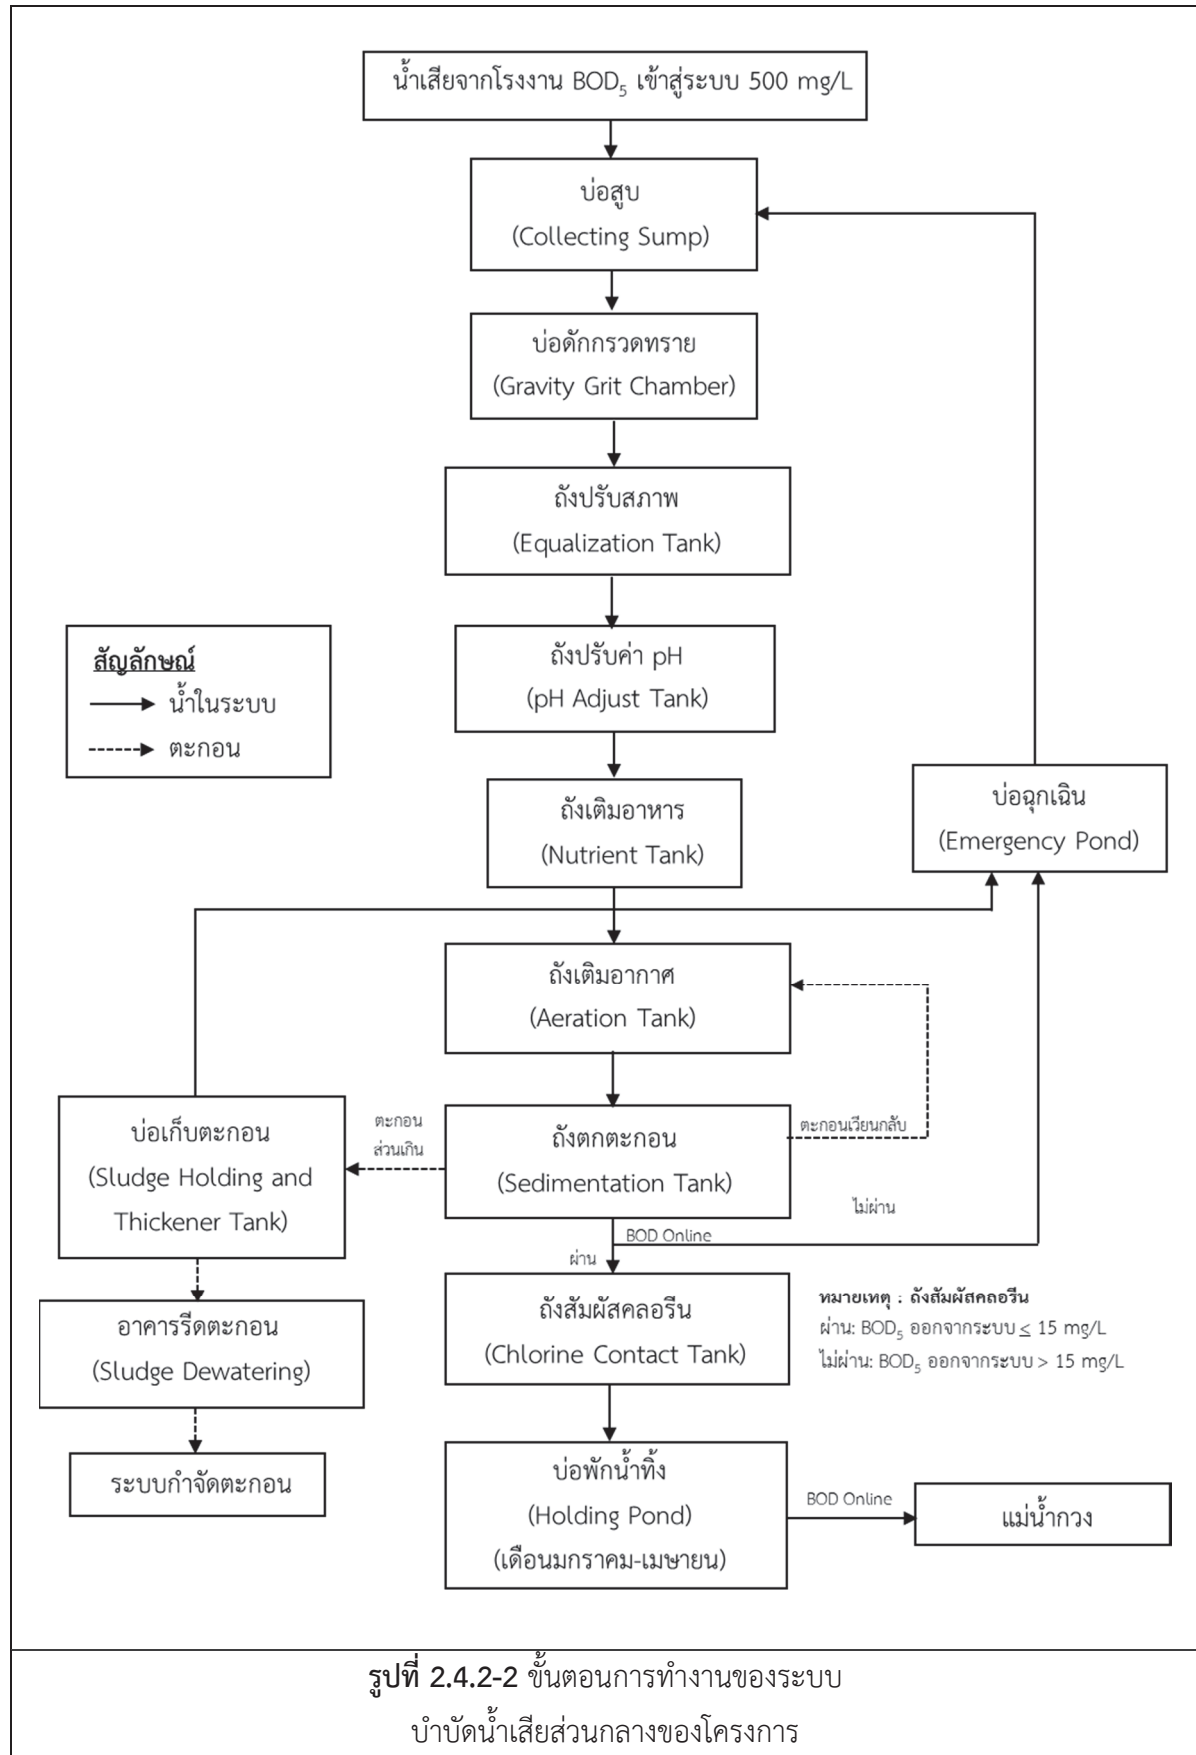 น้ำเสียจากโรงงาน BOD₅ เข้าสู่ระบบ 500 mg/L
บ่อสูบ
(Collecting Sump)
บ่อดักกรวดทราย
(Gravity Grit Chamber)
ถังปรับสภาพ
(Equalization Tank)
สัญลักษณ์
น้ำในระบบ
ตะกอน
ถังปรับค่า pH
(pH Adjust Tank)
ถังเติมอาหาร
(Nutrient Tank)
บ่อฉุกเฉิน
(Emergency Pond)
ถังเติมอากาศ
(Aeration Tank)
บ่อเก็บตะกอน
(Sludge Holding and
Thickener Tank)
ตะกอน
ส่วนเกิน
ถังตกตะกอน
(Sedimentation Tank)
ตะกอนเวียนกลับ
ไม่ผ่าน
BOD Online
ผ่าน
อาคารรีดตะกอน
(Sludge Dewatering)
ถังสัมผัสคลอรีน
(Chlorine Contact Tank)
หมายเหตุ : ถังสัมผัสคลอรีน
ผ่าน: BOD₅ ออกจากระบบ ≤ 15 mg/L
ไม่ผ่าน: BOD₅ ออกจากระบบ > 15 mg/L
ระบบกำจัดตะกอน
บ่อพักน้ำทิ้ง
(Holding Pond)
(เดือนมกราคม-เมษายน)
BOD Online
แม่น้ำกวง
รูปที่ 2.4.2-2 ขั้นตอนการทำงานของระบบ
บำบัดน้ำเสียส่วนกลางของโครงการ